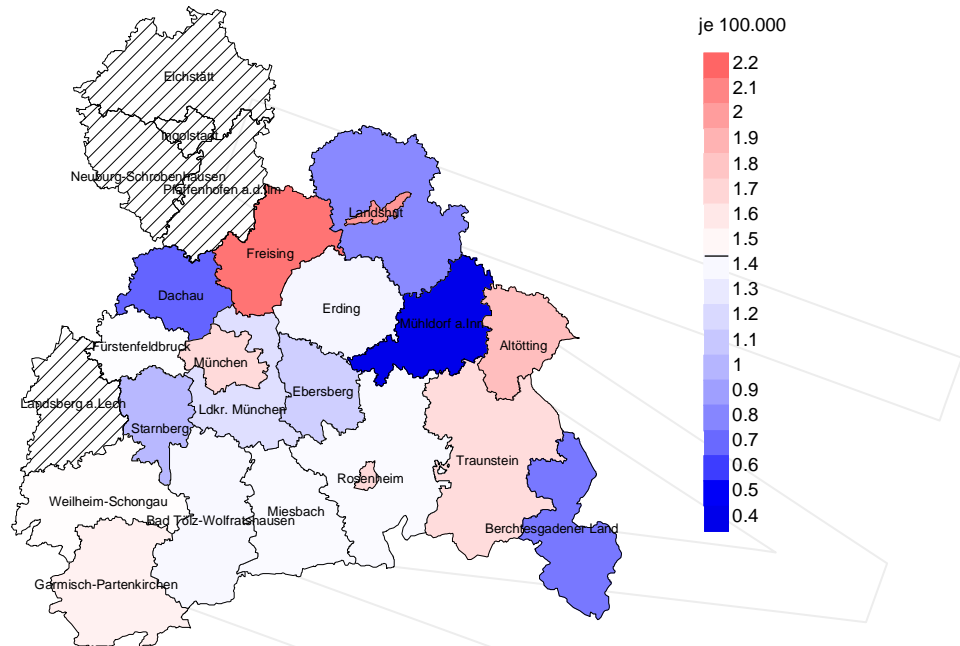 je 100.000
2.2
2.1
2
1.9
1.8
1.7
1.6
1.5
1.4
1.3
1.2
1.1
1
0.9
0.8
0.7
0.6
0.5
0.4
Eichstätt
Ingolstadt
Neuburg-Schrobenhausen
Pfaffenhofen a.d.Ilm
Landshut
Freising
Dachau
Erding
Mühldorf a.Inn
Fürstenfeldbruck
München
Altötting
Ebersberg
Landsberg a.Lech
Ldkr. München
Starnberg
Traunstein
Rosenheim
Weilheim-Schongau
Miesbach
Bad Tölz-Wolfratshausen
Berchtesgadener Land
Garmisch-Partenkirchen